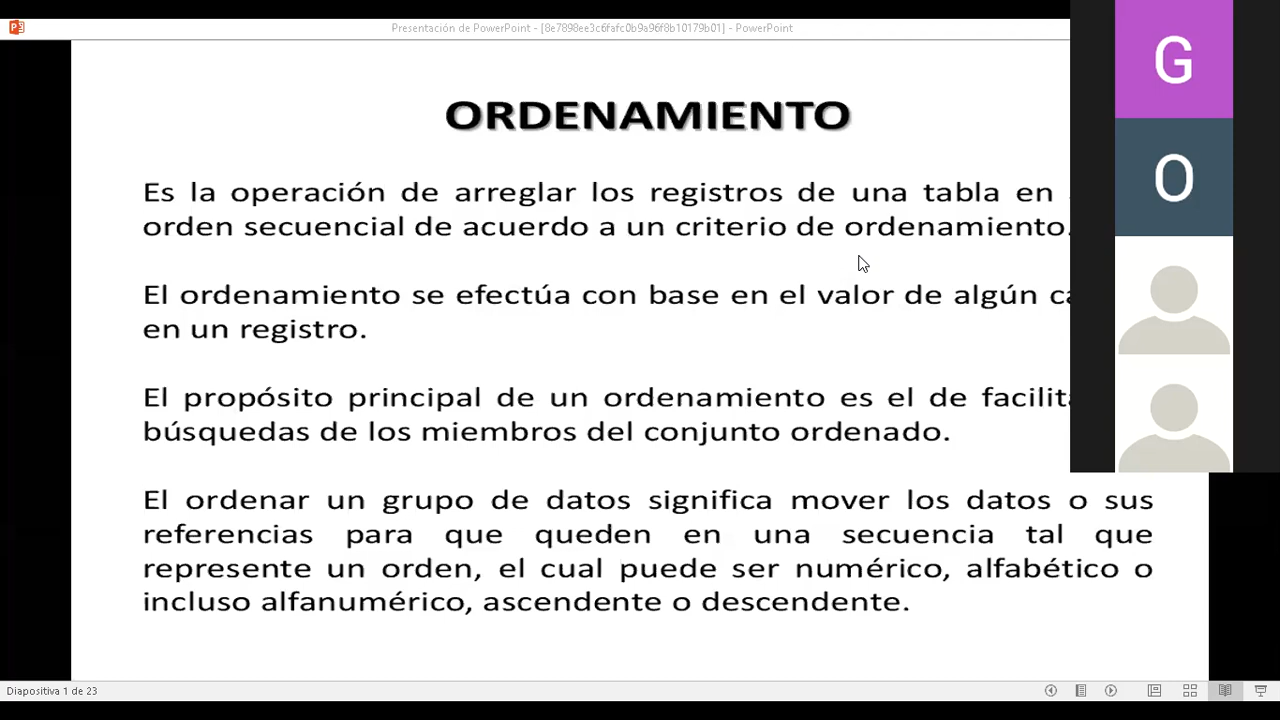 Presentación de PowerPoint - [8e7898ee3c6fafc0b9a96f8b10179b01] - PowerPoint
G
O
ORDENAMIENTO
Es la operación de arreglar los registros de una tabla en
orden secuencial de acuerdo a un criterio de ordenamiento.
El ordenamiento se efectúa con base en el valor de algún
en un registro.
El propósito principal de un ordenamiento es el de
búsquedas de los miembros del conjunto ordenado.
El ordenar un grupo de datos significa mover los datos o sus
referencias para que queden en una secuencia tal que
represente un orden, el cual puede ser numérico, alfabético o
incluso alfanumérico, ascendente o descendente.
Diapositiva 1 de 23